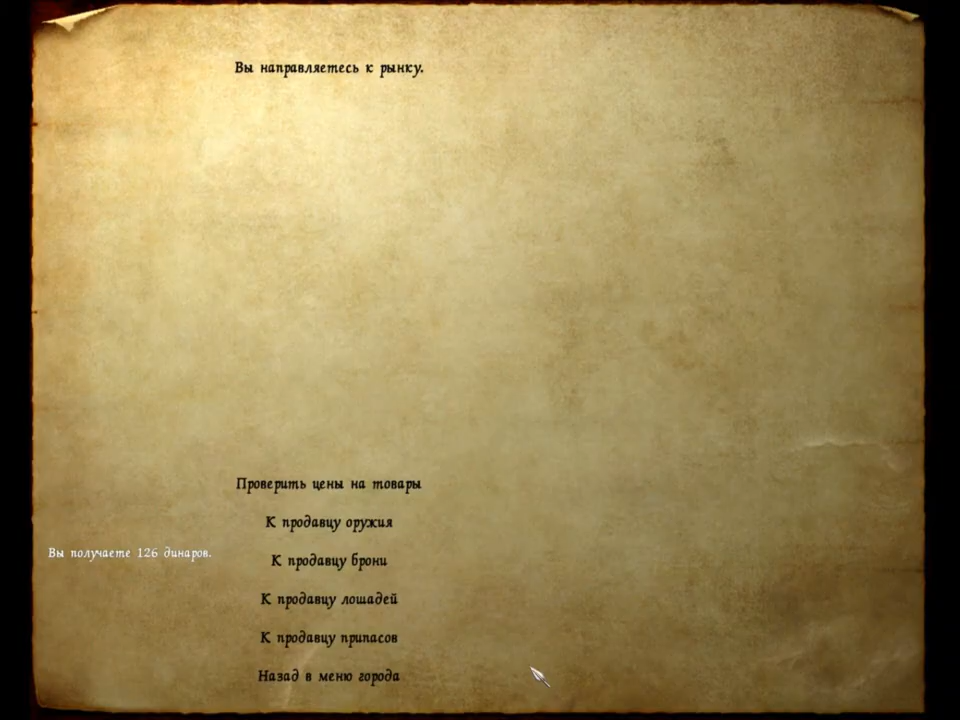 Вы направляетесь к рынку.
Проверить цены на товары
К продавцу оружия
Вы получаете 126 динаров.
К продавцу брони
К продавцу лошадей
К продавцу припасов
Назад в меню города